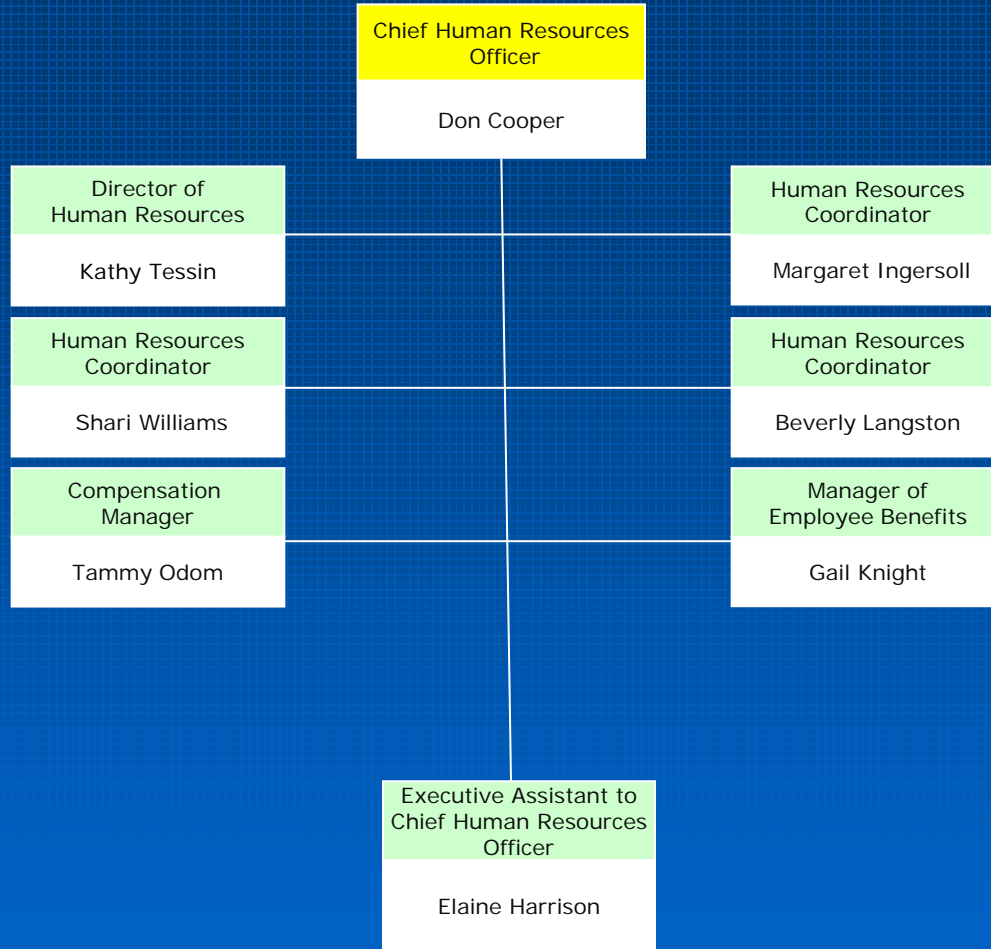 Chief Human Resources
Officer
Don Cooper
Director of
Human Resources
Kathy Tessin
Human Resources
Coordinator
Margaret Ingersoll
Human Resources
Coordinator
Shari Williams
Human Resources
Coordinator
Beverly Langston
Compensation
Manager
Tammy Odom
Manager of
Employee Benefits
Gail Knight
Executive Assistant to
Chief Human Resources
Officer
Elaine Harrison